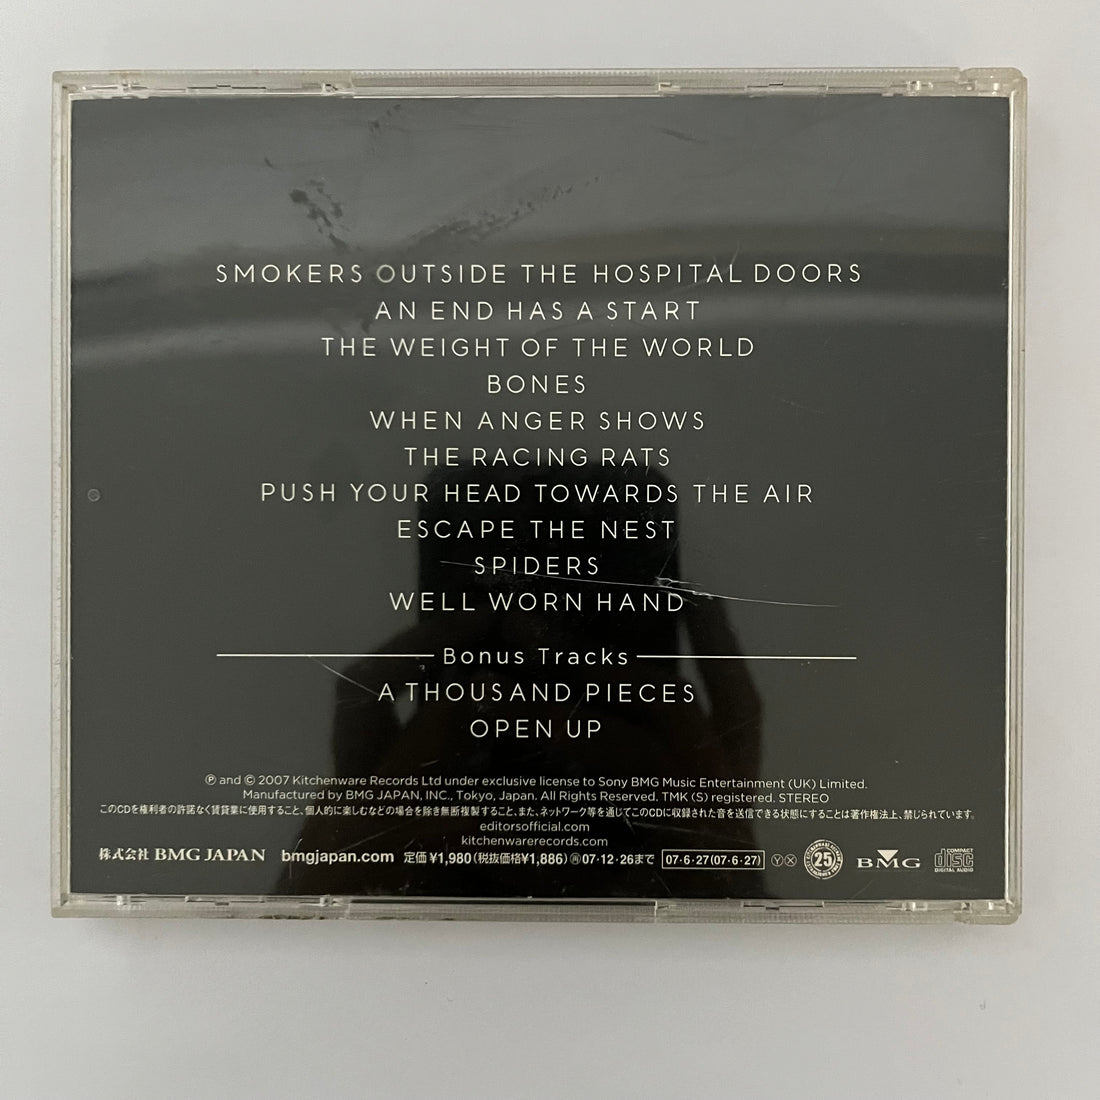 SMOKERS OUTSIDE THE HOSPITAL DOORS
AN END HAS A START
THE WEIGHT OF THE WORLD
BONES
WHEN ANGER SHOWS
THE RACING RATS
PUSH YOUR HEAD TOWARDS THE AIR
ESCAPE THE NEST
SPIDERS
WELL WORN HAND
Bonus Tracks
A THOUSAND PIECES
OPEN UP
℗ and © 2007 Kitchenware Records Ltd under exclusive license to Sony BMG Music Entertainment (UK) Limited.
Manufactured by BMG JAPAN, INC., Tokyo, Japan. All Rights Reserved. TMK (S) registered. STEREO
このCDを権利者の許諾なく賃貸業に使用すること、個人的に楽しむなどの場合を除き無断複製すること、また、ネットワーク等を通じてこのCDに収録された音を送信できる状態にすることは著作権法上、禁じられています。
editorsofficial.com
kitchenwarerecords.com
株式会社 BMG JAPAN bmgjapan.com 定価¥1,980(税抜価格¥1,886) ㊞07・12・26まで 07・6・27(07・6・27) Ⓨ Ⓧ 25 BMG COMPACT disc DIGITAL AUDIO